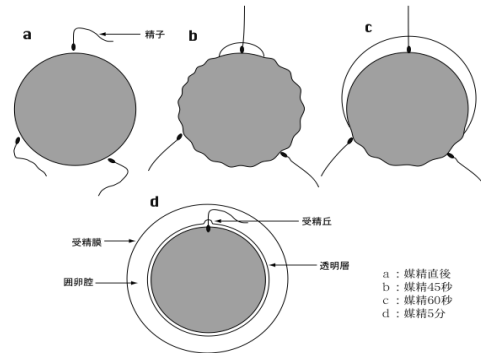 a
精子
b
c
d
受精丘
受精膜
囲卵腔
透明層
a：媒精直後
b：媒精45秒
c：媒精60秒
d：媒精5分